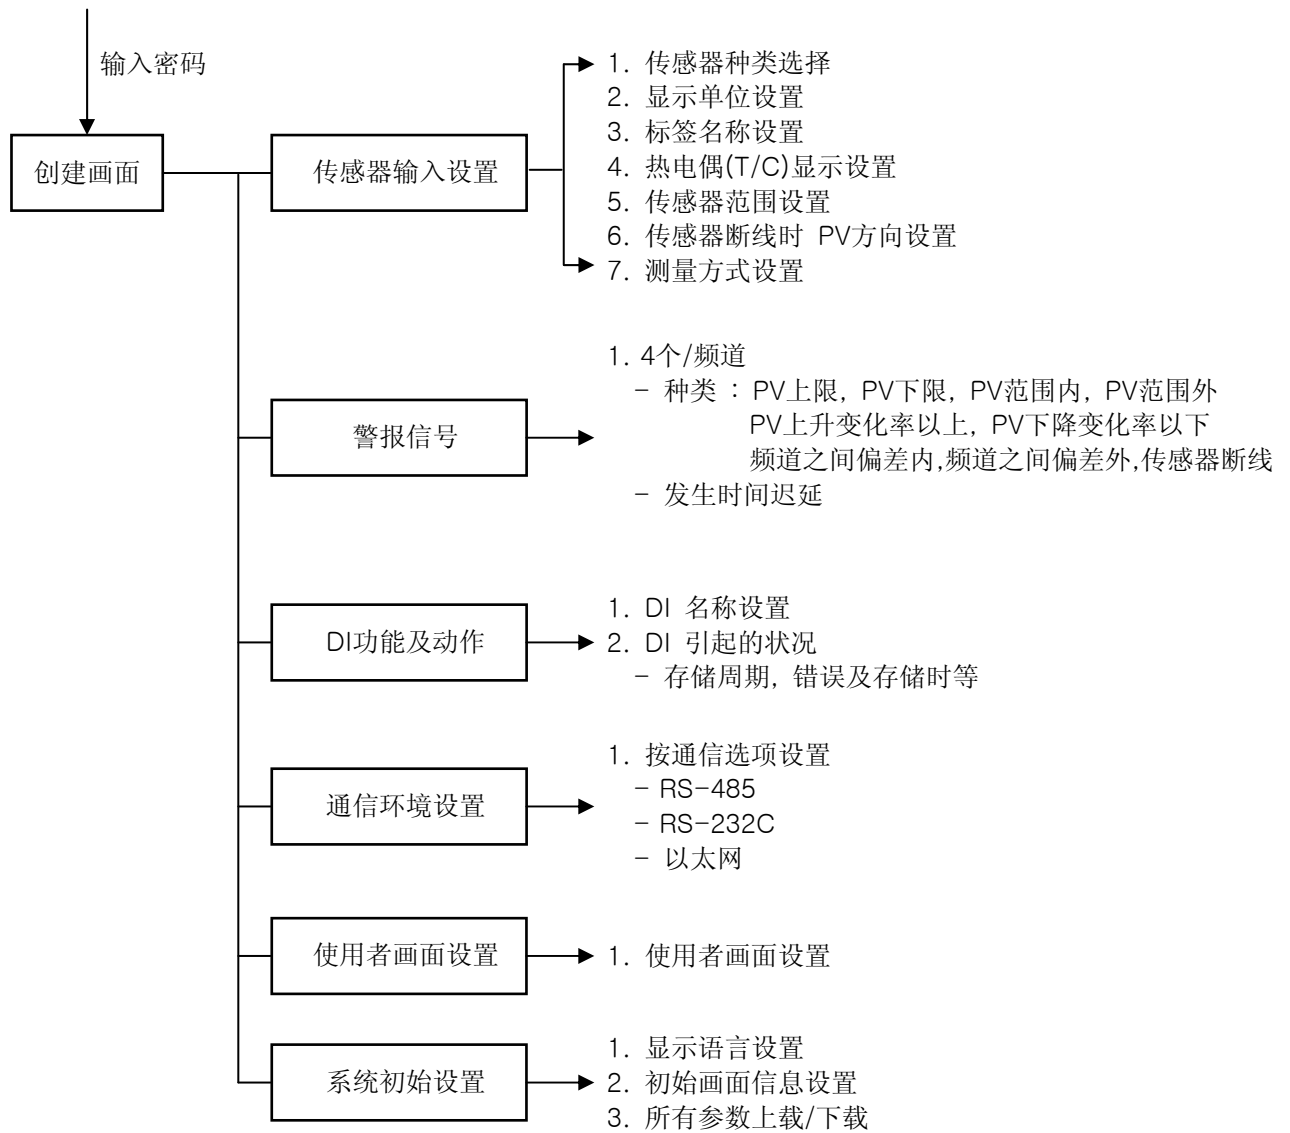 输入密码
创建画面
传感器输入设置
1. 传感器种类选择
2. 显示单位设置
3. 标签名称设置
4. 热电偶(T/C)显示设置
5. 传感器范围设置
6. 传感器断线时 PV方向设置
7. 测量方式设置
警报信号
1. 4个/频道
- 种类 : PV上限, PV下限, PV范围内, PV范围外
PV上升变化率以上, PV下降变化率以下
频道之间偏差内,频道之间偏差外,传感器断线
- 发生时间迟延
DI功能及动作
1. DI 名称设置
2. DI 引起的状况
- 存储周期, 错误及存储时等
通信环境设置
1. 按通信选项设置
- RS-485
- RS-232C
- 以太网
使用者画面设置
1. 使用者画面设置
系统初始设置
1. 显示语言设置
2. 初始画面信息设置
3. 所有参数上载/下载